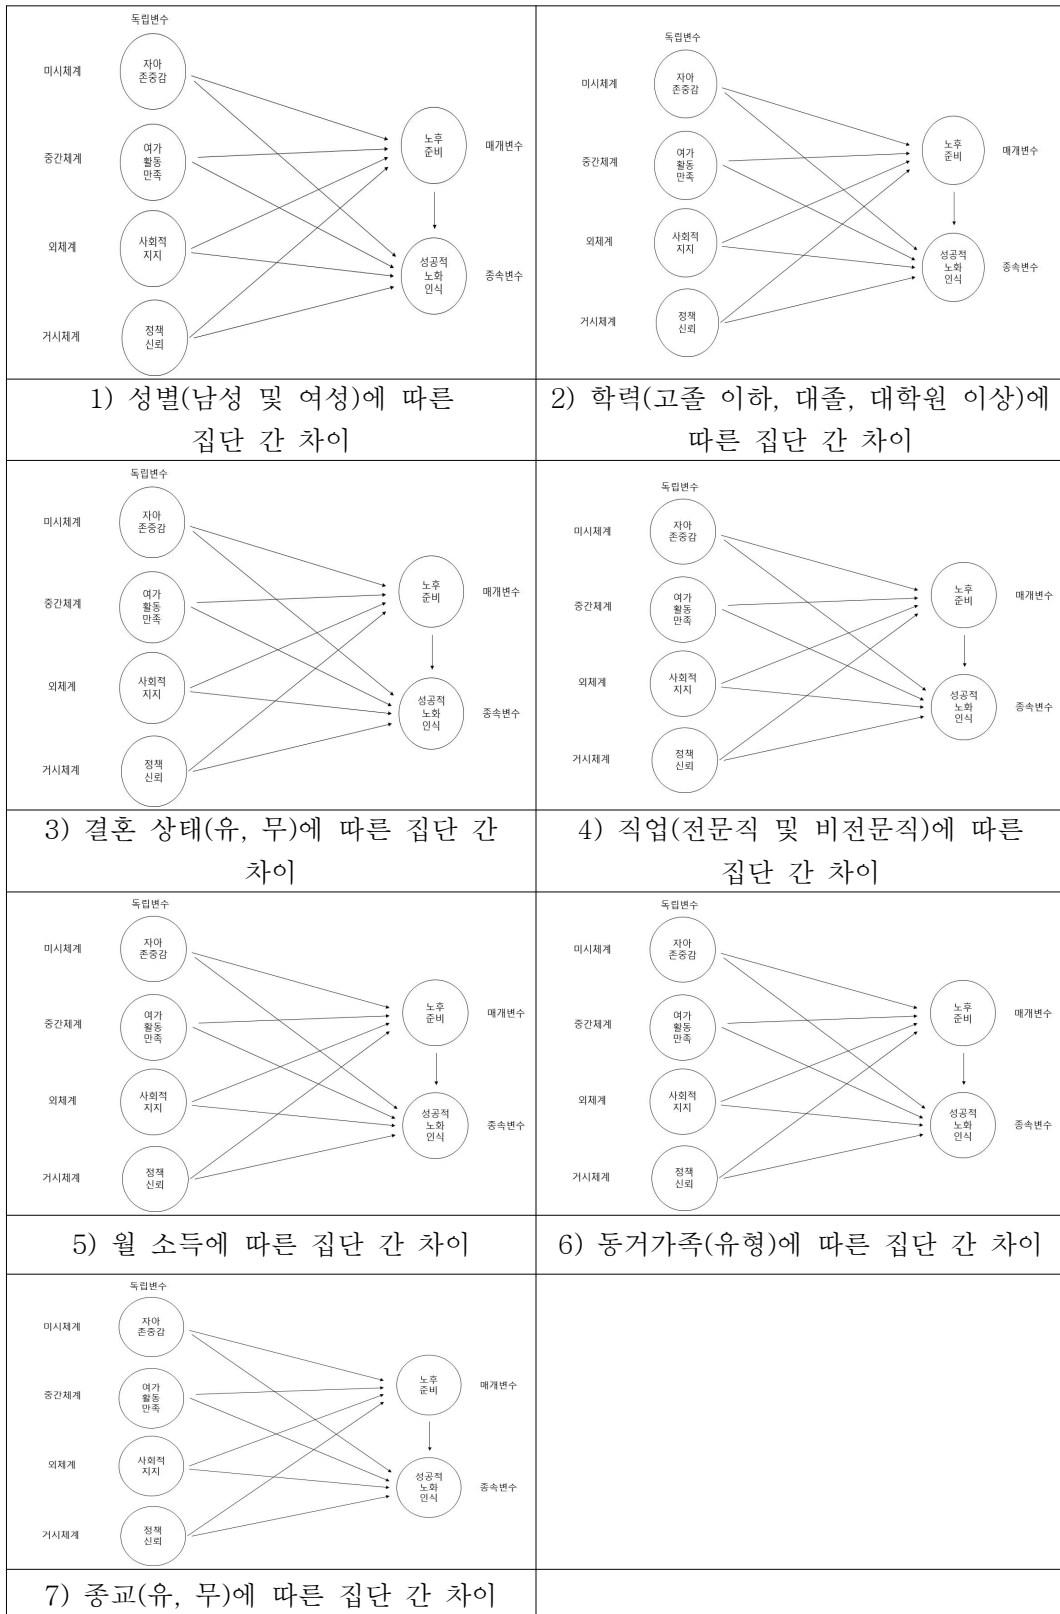 독립변수
미시체계
자아
존중감
중간체계
여가
활동
만족
외체계
사회적
지지
거시체계
정책
신뢰
노후
준비
매개변수
성공적
노화
인식
종속변수
1) 성별(남성 및 여성)에 따른
집단 간 차이
독립변수
미시체계
자아
존중감
중간체계
여가
활동
만족
외체계
사회적
지지
거시체계
정책
신뢰
노후
준비
매개변수
성공적
노화
인식
종속변수
2) 학력(고졸 이하, 대졸, 대학원 이상)에
따른 집단 간 차이
독립변수
미시체계
자아
존중감
중간체계
여가
활동
만족
외체계
사회적
지지
거시체계
정책
신뢰
노후
준비
매개변수
성공적
노화
인식
종속변수
3) 결혼 상태(유, 무)에 따른 집단 간
차이
독립변수
미시체계
자아
존중감
중간체계
여가
활동
만족
외체계
사회적
지지
거시체계
정책
신뢰
노후
준비
매개변수
성공적
노화
인식
종속변수
4) 직업(전문직 및 비전문직)에 따른
집단 간 차이
독립변수
미시체계
자아
존중감
중간체계
여가
활동
만족
외체계
사회적
지지
거시체계
정책
신뢰
노후
준비
매개변수
성공적
노화
인식
종속변수
5) 월 소득에 따른 집단 간 차이
독립변수
미시체계
자아
존중감
중간체계
여가
활동
만족
외체계
사회적
지지
거시체계
정책
신뢰
노후
준비
매개변수
성공적
노화
인식
종속변수
6) 동거가족(유형)에 따른 집단 간 차이
독립변수
미시체계
자아
존중감
중간체계
여가
활동
만족
외체계
사회적
지지
거시체계
정책
신뢰
노후
준비
매개변수
성공적
노화
인식
종속변수
7) 종교(유, 무)에 따른 집단 간 차이